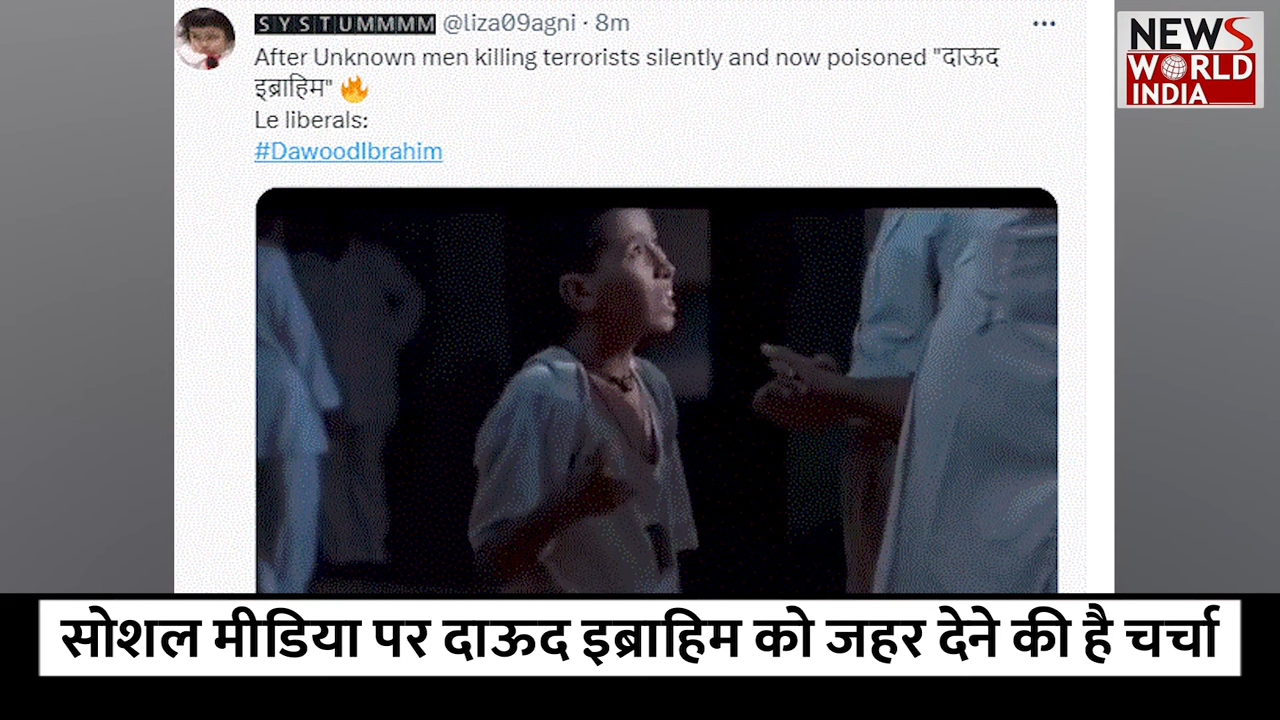 SYSTUMMMM @liza09agni · 8m
After Unknown men killing terrorists silently and now poisoned "दाऊद
इब्राहिम" 🔥
Le liberals:
#DawoodIbrahim
NEWS
WORLD
INDIA
सोशल मीडिया पर दाऊद इब्राहिम को जहर देने की है चर्चा